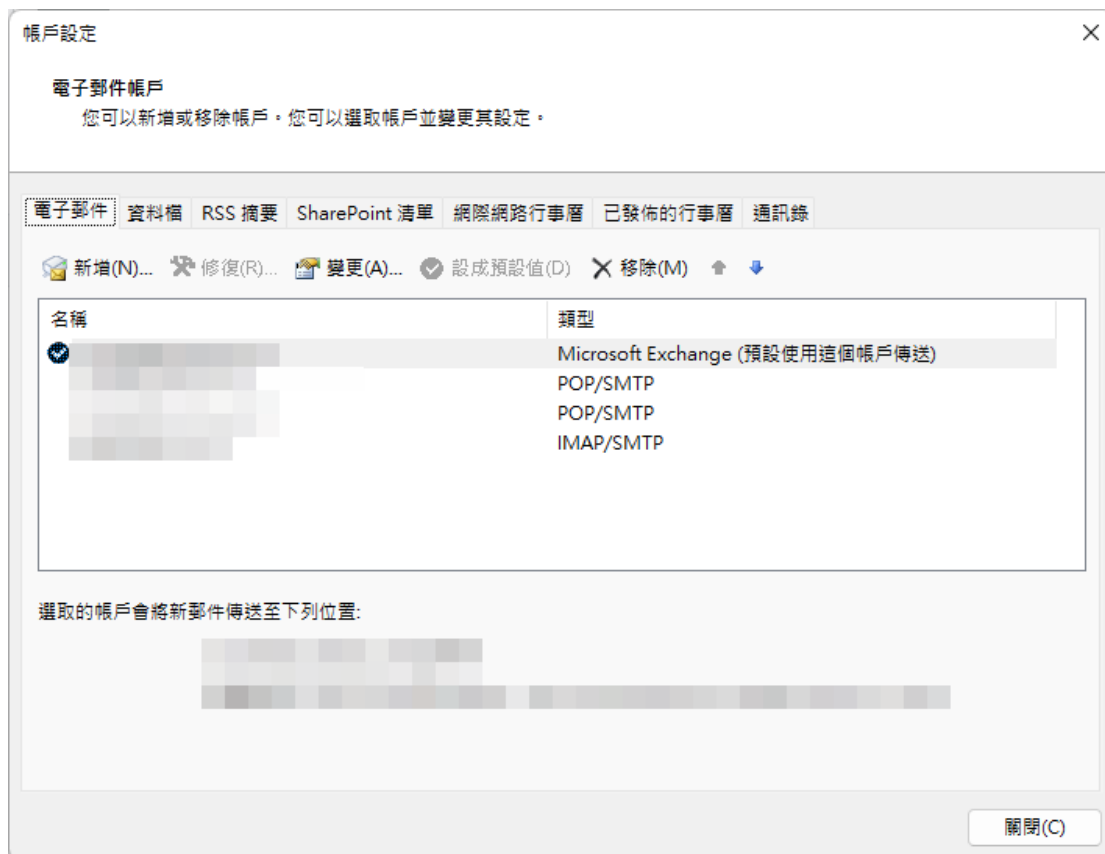 帳戶設定
電子郵件帳戶
您可以新增或移除帳戶。您可以選取帳戶並變更其設定。
電子郵件 資料檔 RSS 摘要 SharePoint 清單 網際網路行事曆 已發佈的行事曆 通訊錄
新增(N)... 修復(R)... 變更(A)... 設成預設值(D) 移除(M)
名稱 類型
Microsoft Exchange (預設使用這個帳戶傳送)
POP/SMTP
POP/SMTP
IMAP/SMTP
選取的帳戶會將新郵件傳送至下列位置:
關閉(C)